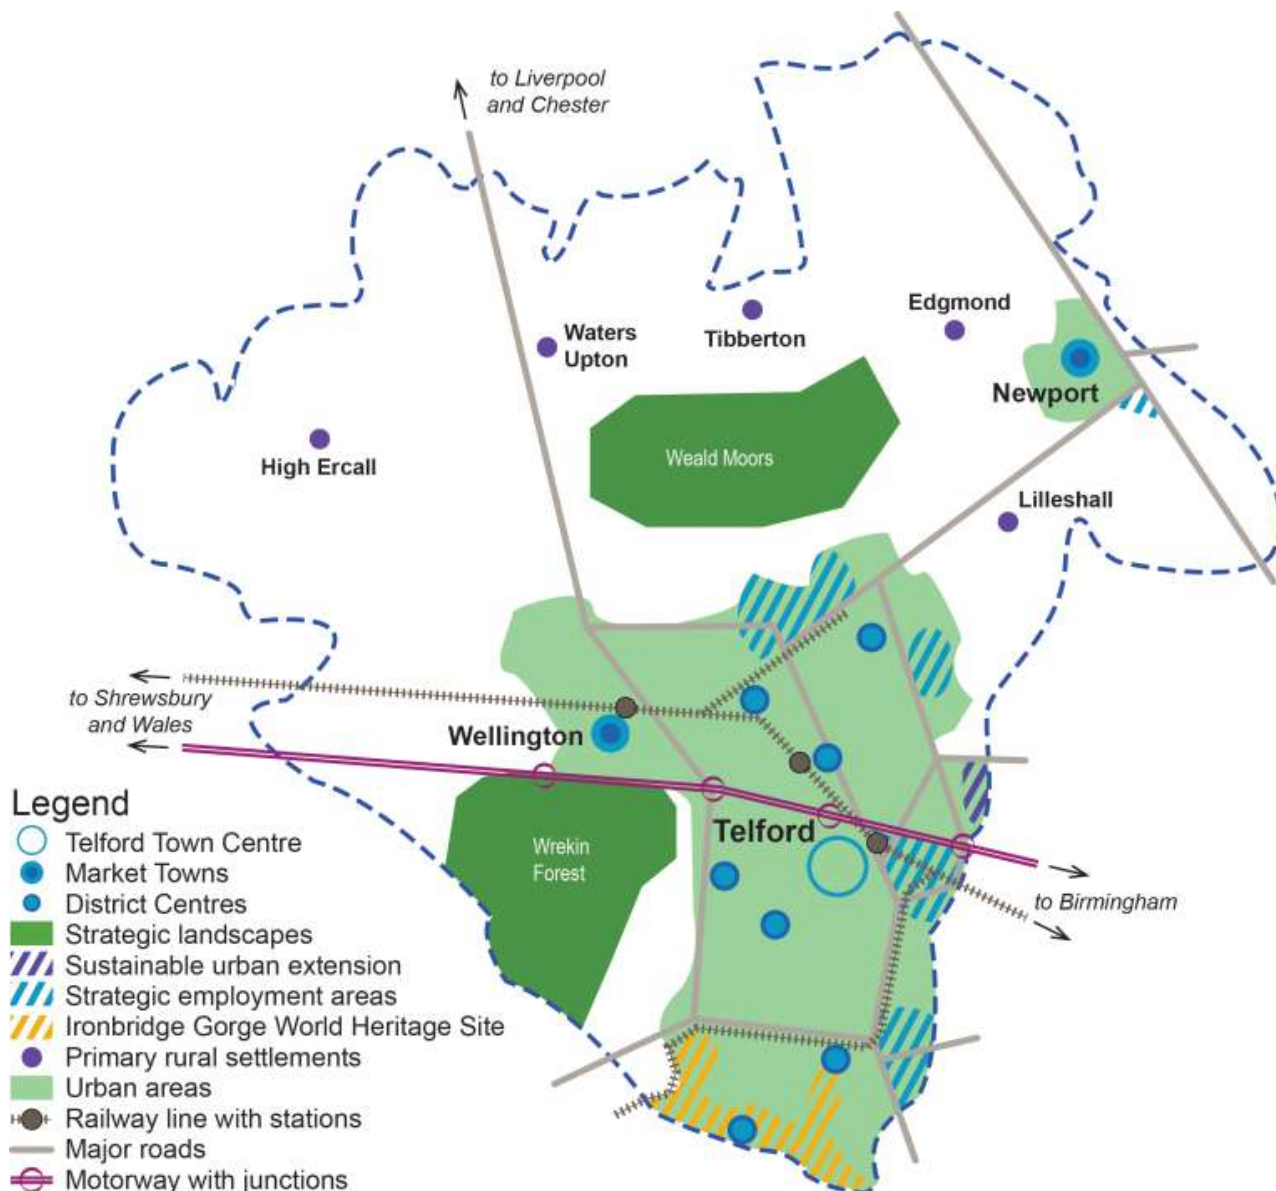 to Liverpool
and Chester
Edgmond
Waters
Upton
Tibberton
Newport
High Ercall
Weald Moors
Lilleshall
to Shrewsbury
and Wales
Wellington
Telford
Wrekin
Forest
to Birmingham
Legend
Telford Town Centre
Market Towns
District Centres
Strategic landscapes
Sustainable urban extension
Strategic employment areas
Ironbridge Gorge World Heritage Site
Primary rural settlements
Urban areas
Railway line with stations
Major roads
Motorway with junctions